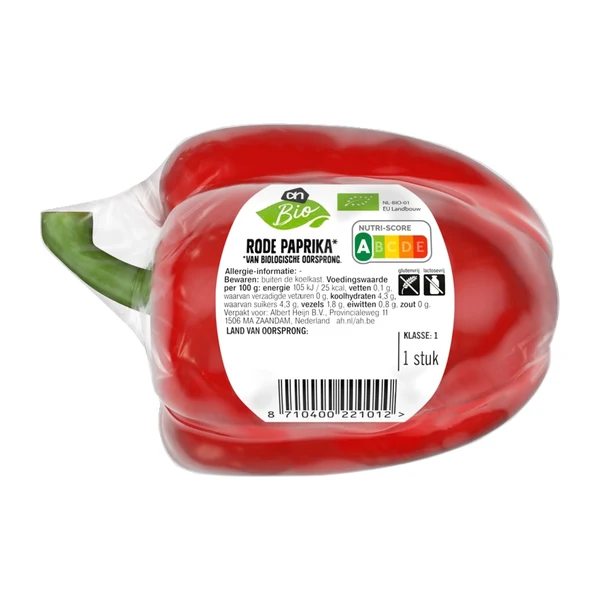 ah
Bio
NL-BIO-01
EU Landbouw
RODE PAPRIKA*
*VAN BIOLOGISCHE OORSPRONG.
NUTRI-SCORE
A B C D E
glutenvrij lactosevrij
Allergie-informatie: -
Bewaren: buiten de koelkast. Voedingswaarde
per 100 g: energie 105 kJ / 25 kcal, vetten 0,1 g,
waarvan verzadigde vetzuren 0 g, koolhydraten 4,3 g,
waarvan suikers 4,3 g, vezels 1,8 g, eiwitten 0,8 g, zout 0 g.
Verpakt voor: Albert Heijn B.V., Provincialeweg 11
1506 MA ZAANDAM, Nederland ah.nl/ah.be
LAND VAN OORSPRONG:
KLASSE: 1
1 stuk
8 710400 221012 >